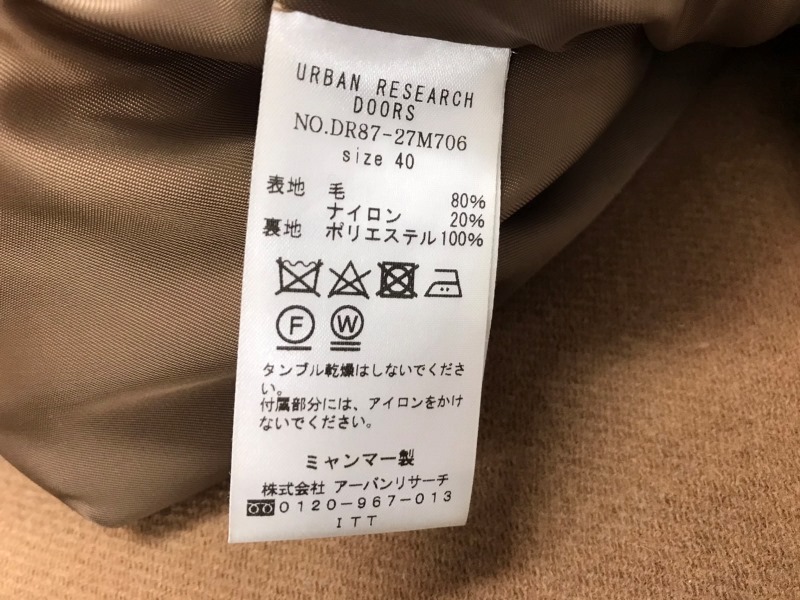 URBAN RESEARCH
DOORS
NO.DR87-27M706
size 40
表地 毛 80%
ナイロン 20%
裏地 ポリエステル100%
F W
タンブル乾燥はしないでくださ
い。
付属部分には、アイロンをかけ
ないでください。
ミャンマー製
株式会社 アーバンリサーチ
0120-967-013
ITT